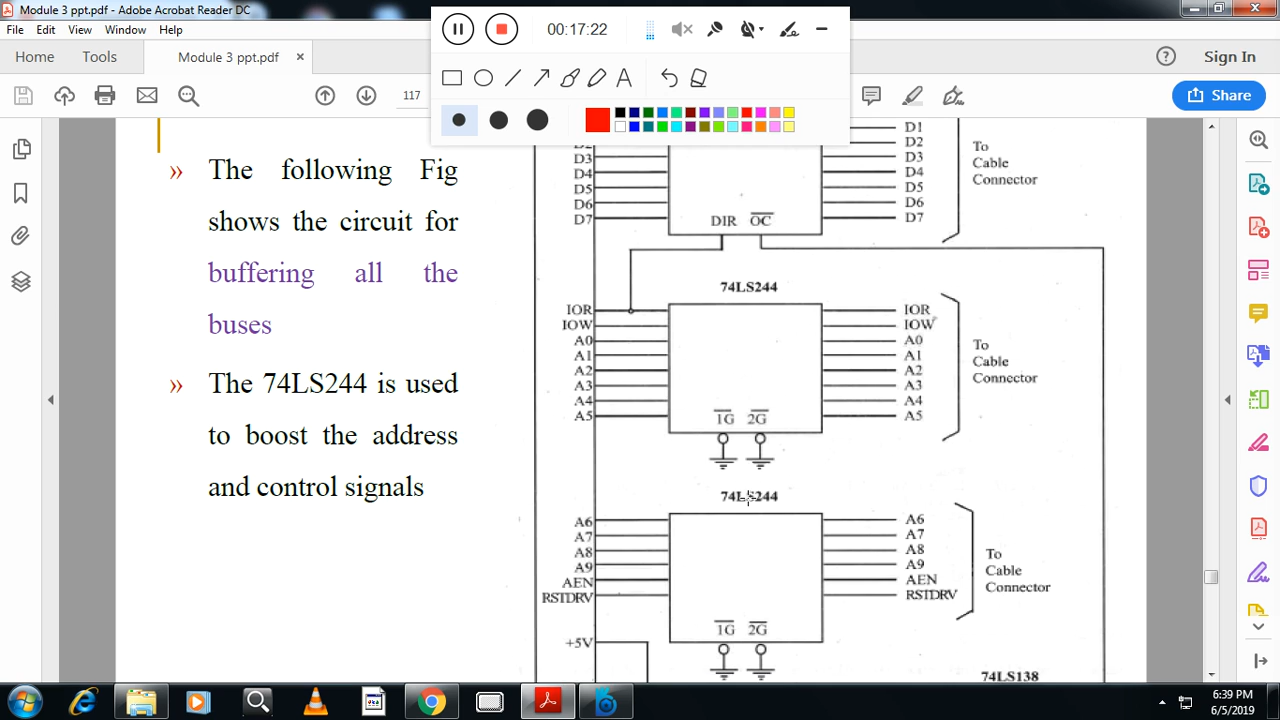 Module 3 ppt.pdf - Adobe Acrobat Reader DC
File Edit View Window Help
00:17:22
Home Tools Module 3 ppt.pdf × Sign In
117 Share
» The following Fig
shows the circuit for
buffering all the
buses
» The 74LS244 is used
to boost the address
and control signals
D1
D2
D3 D3
D4 D4
D5 D5
D6 D6
D7 D7
To
Cable
Connector
DIR OC
74LS244
IOR IOR
IOW IOW
A0 A0
A1 A1
A2 A2
A3 A3
A4 A4
A5 A5
To
Cable
Connector
1G 2G
74LS244
A6 A6
A7 A7
A8 A8
A9 A9
AEN AEN
RSTDRV RSTDRV
To
Cable
Connector
1G 2G
+5V
74LS138
6:39 PM
6/5/2019